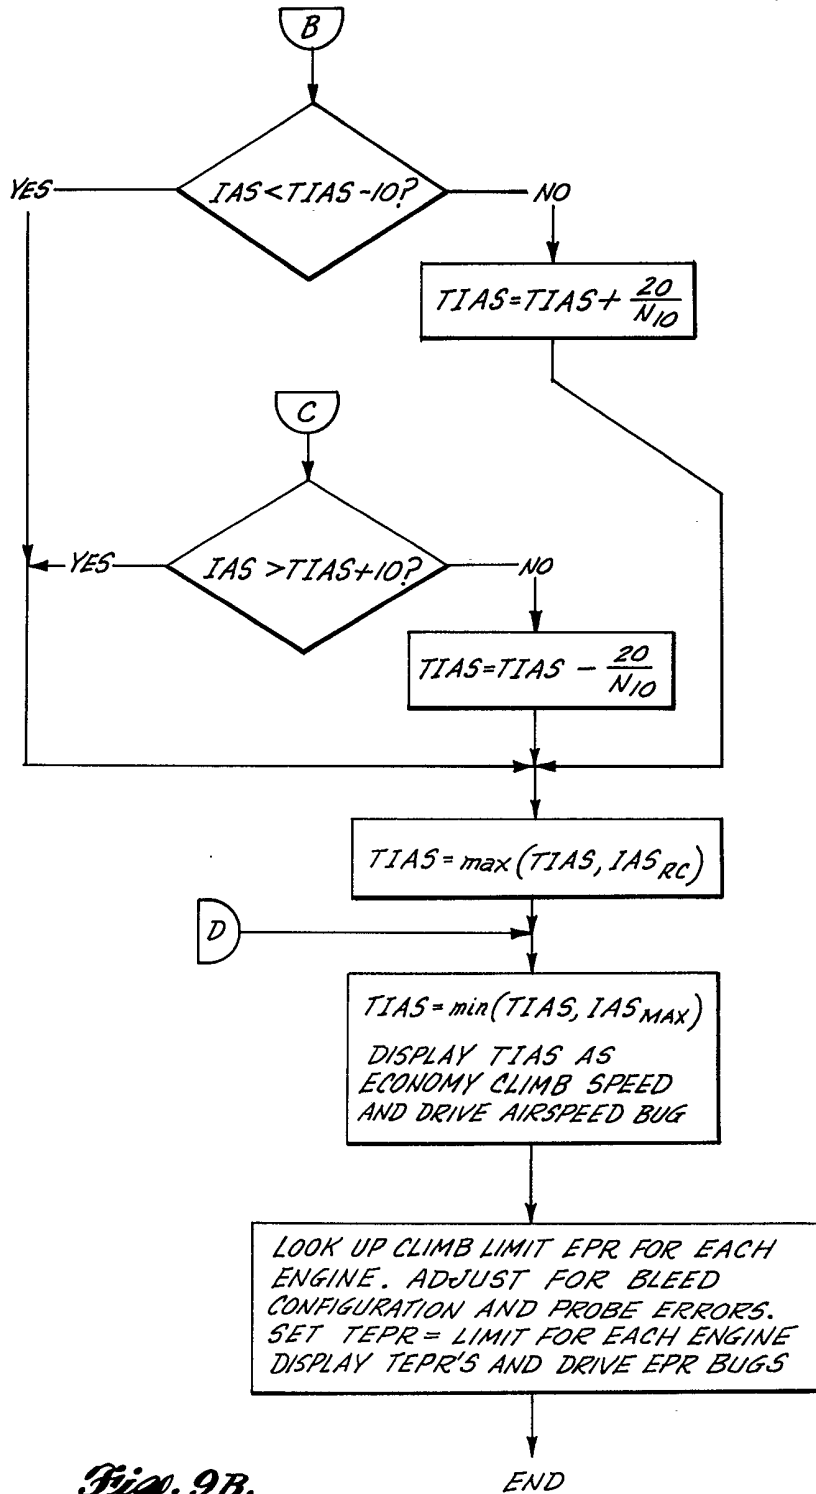 B
IAS<TIAS-10?
YES
NO
TIAS=TIAS+ 20/N10
C
IAS >TIAS+10?
YES
NO
TIAS=TIAS - 20/N10
TIAS=max(TIAS, IASRC)
D
TIAS=min(TIAS, IASMAX)
DISPLAY TIAS AS
ECONOMY CLIMB SPEED
AND DRIVE AIRSPEED BUG
LOOK UP CLIMB LIMIT EPR FOR EACH
ENGINE. ADJUST FOR BLEED
CONFIGURATION AND PROBE ERRORS.
SET TEPR = LIMIT FOR EACH ENGINE
DISPLAY TEPR'S AND DRIVE EPR BUGS
END
Fig. 9B.